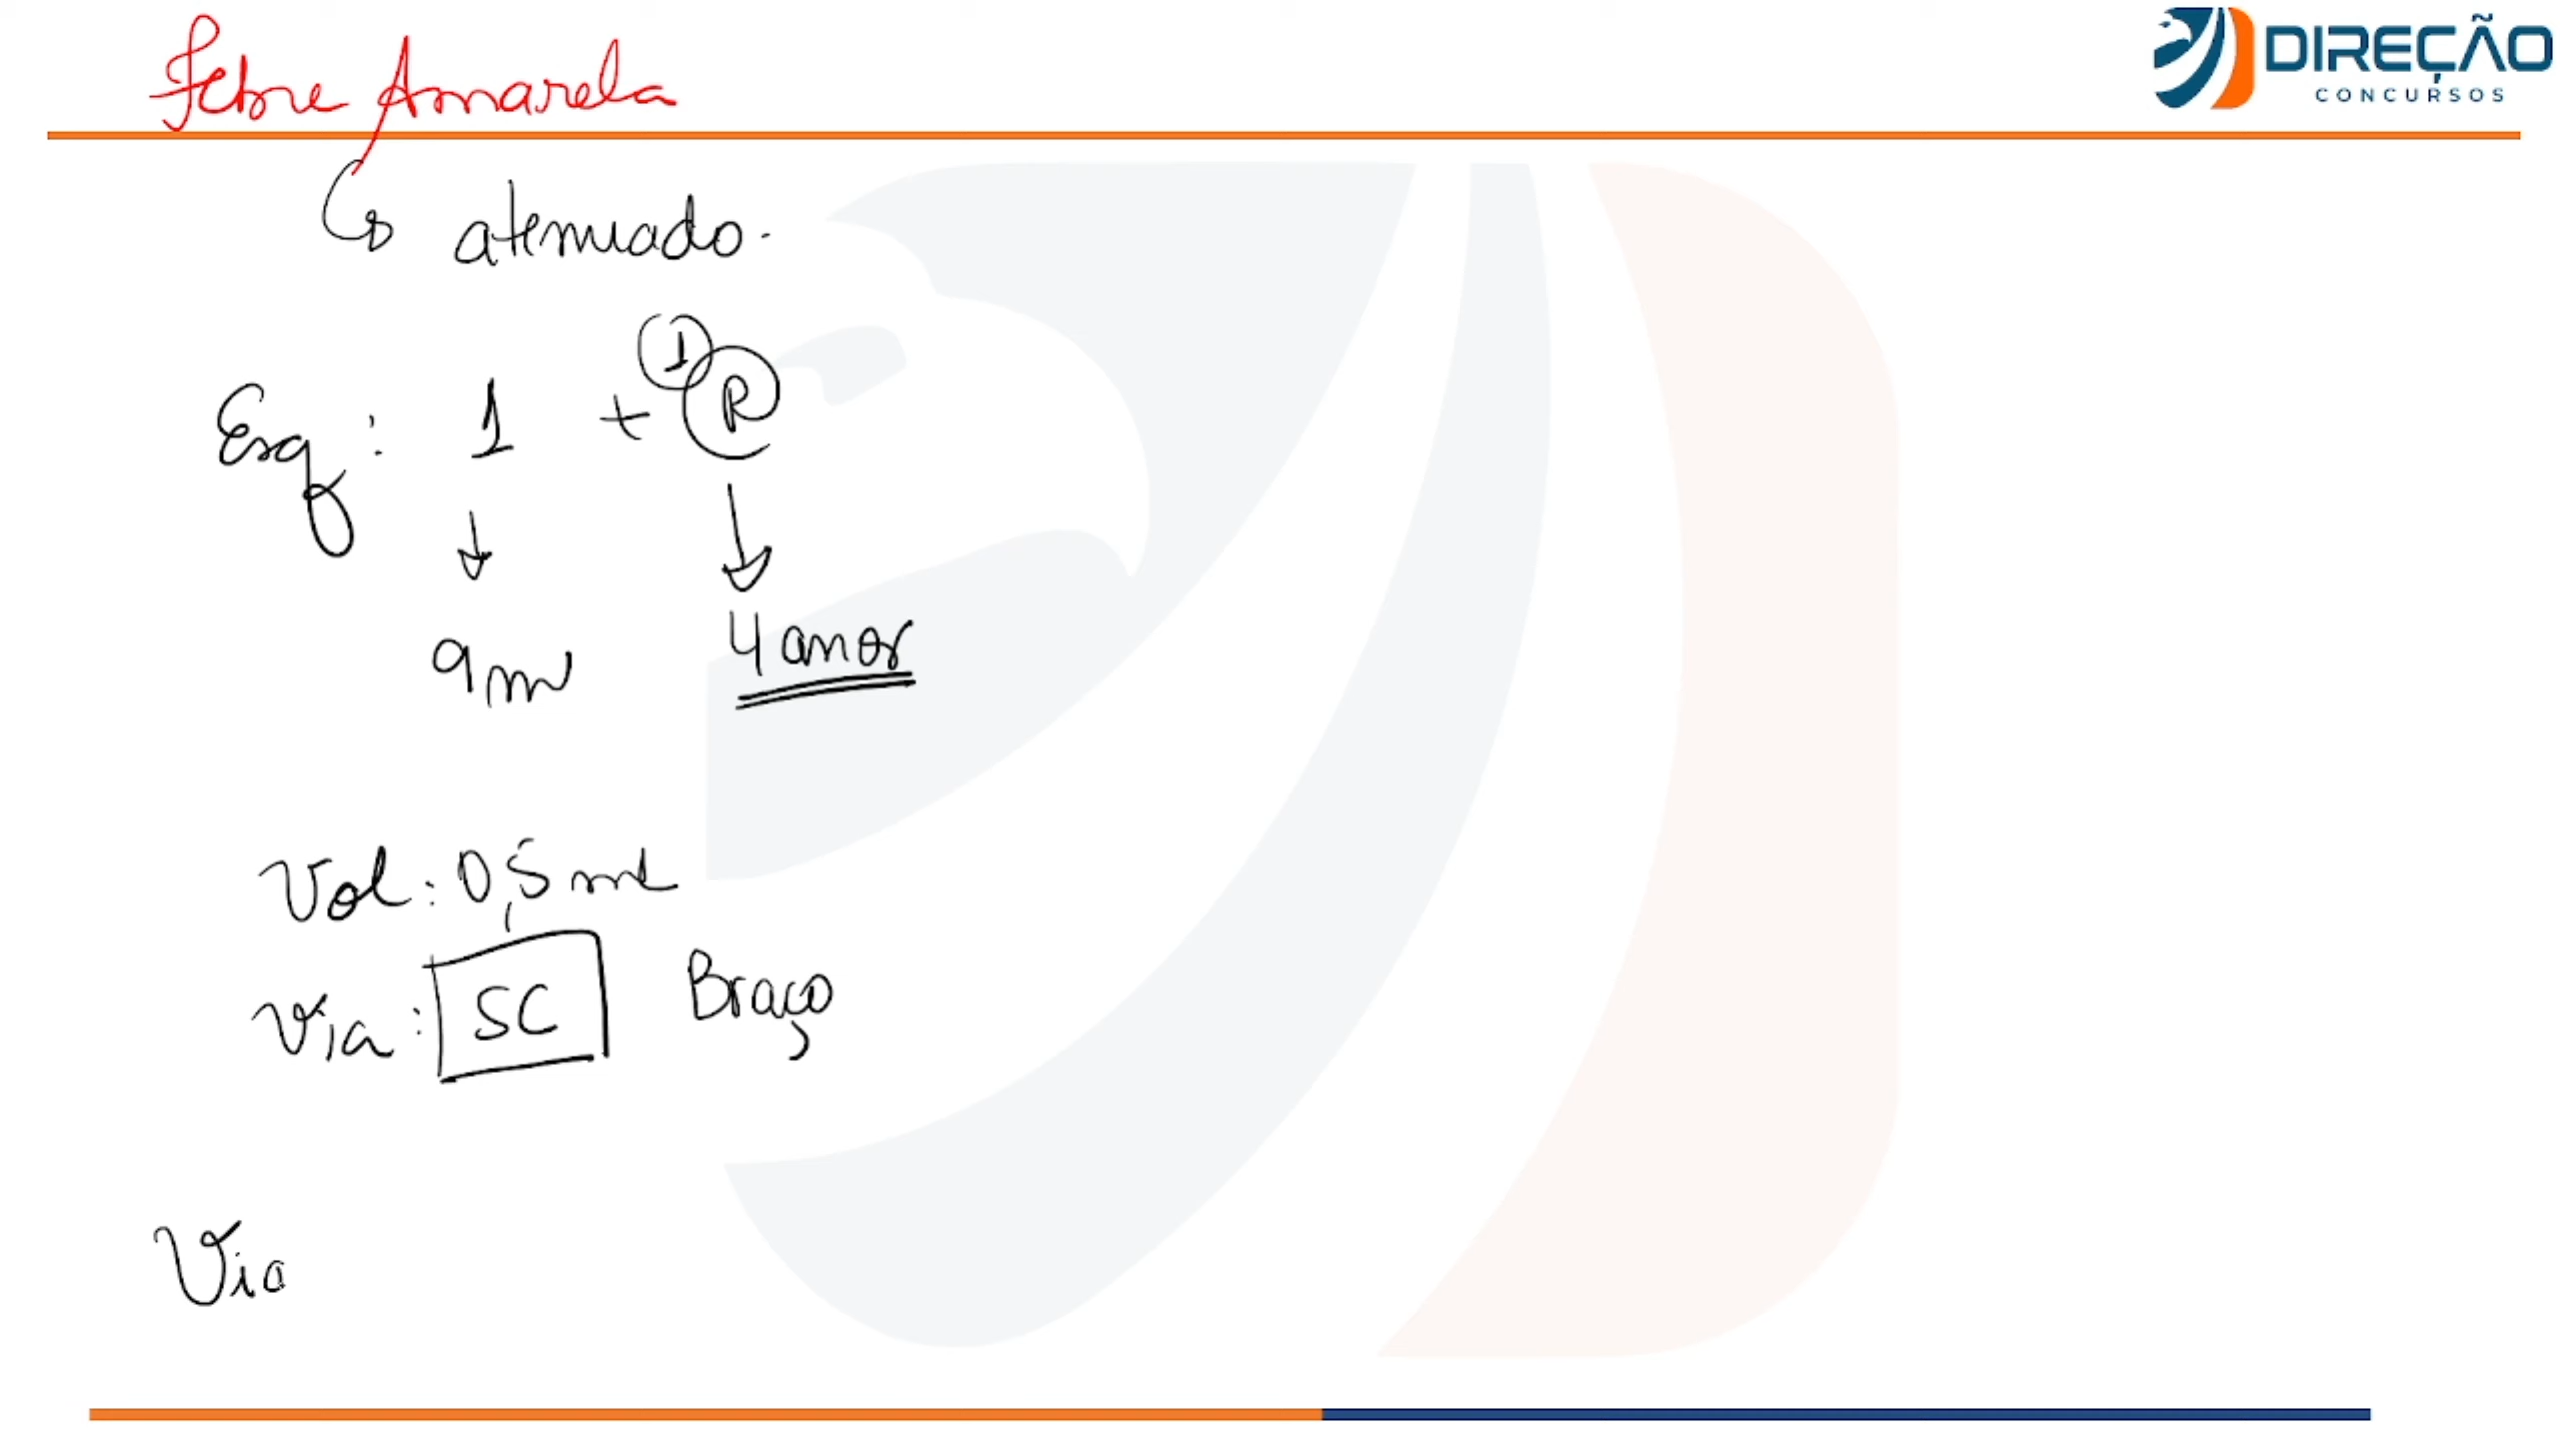 Febre Amarela
DIREÇÃO
CONCURSOS
atenuado.
Esq: 1 + 1 R
9m 4 anos
Vol: 0,5 ml
Via: SC Braço
Via